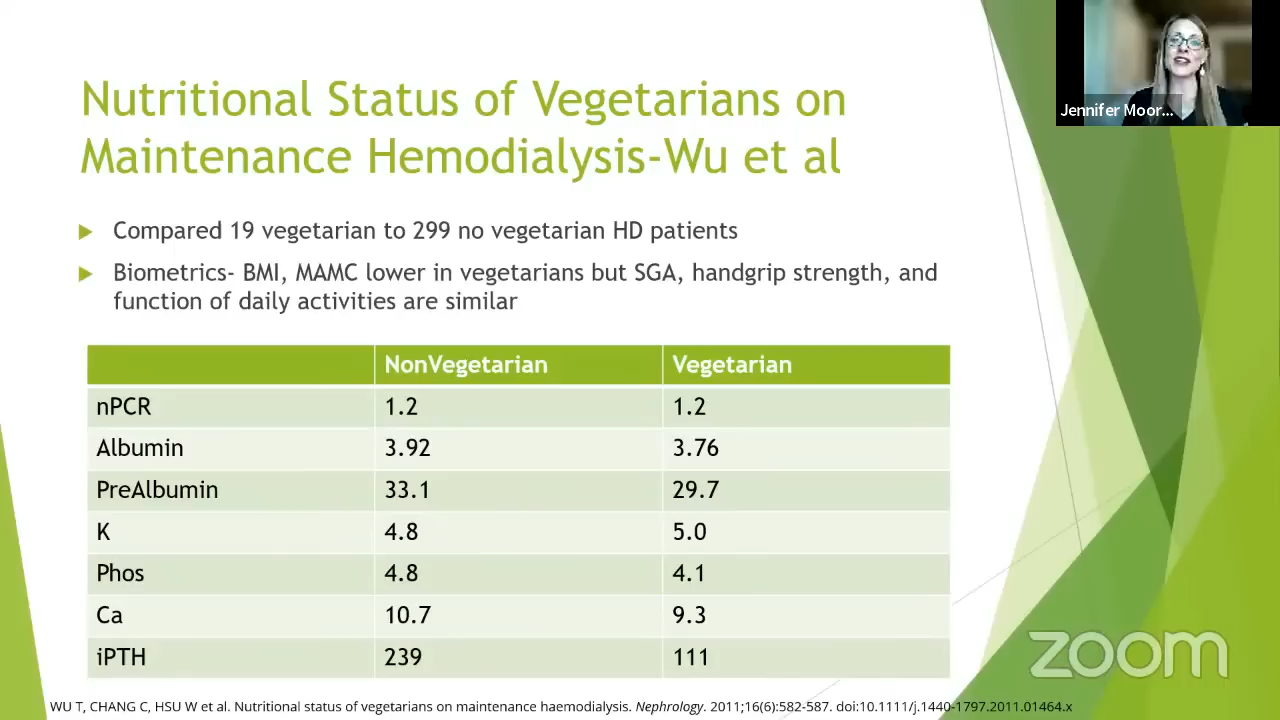 Jennifer Moor...
Nutritional Status of Vegetarians on
Maintenance Hemodialysis-Wu et al
Compared 19 vegetarian to 299 no vegetarian HD patients
Biometrics- BMI, MAMC lower in vegetarians but SGA, handgrip strength, and
function of daily activities are similar
NonVegetarian Vegetarian
nPCR 1.2 1.2
Albumin 3.92 3.76
PreAlbumin 33.1 29.7
K 4.8 5.0
Phos 4.8 4.1
Ca 10.7 9.3
iPTH 239 111
zoom
WU T, CHANG C, HSU W et al. Nutritional status of vegetarians on maintenance haemodialysis. Nephrology. 2011;16(6):582-587. doi:10.1111/j.1440-1797.2011.01464.x